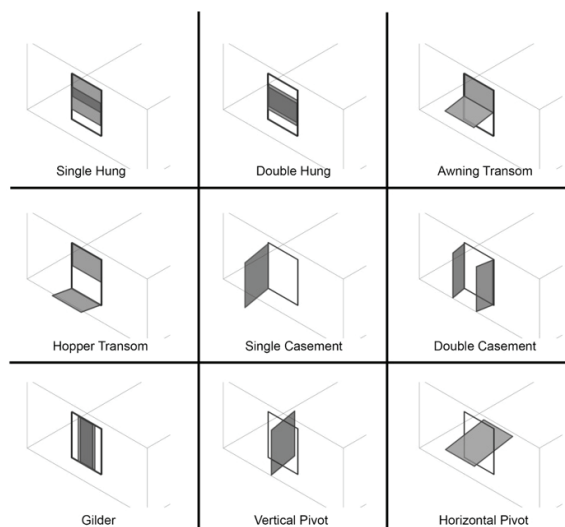 Single Hung
Double Hung
Awning Transom
Hopper Transom
Single Casement
Double Casement
Gilder
Vertical Pivot
Horizontal Pivot